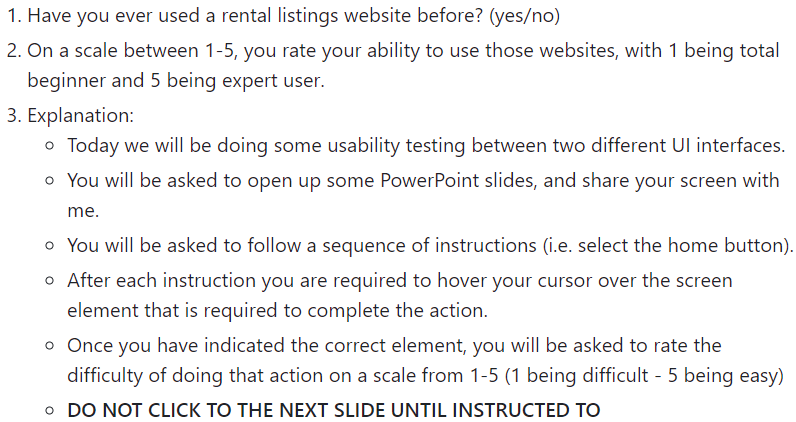 1. Have you ever used a rental listings website before? (yes/no)
2. On a scale between 1-5, you rate your ability to use those websites, with 1 being total
beginner and 5 being expert user.
3. Explanation:
○ Today we will be doing some usability testing between two different UI interfaces.
○ You will be asked to open up some PowerPoint slides, and share your screen with
me.
○ You will be asked to follow a sequence of instructions (i.e. select the home button).
○ After each instruction you are required to hover your cursor over the screen
element that is required to complete the action.
○ Once you have indicated the correct element, you will be asked to rate the
difficulty of doing that action on a scale from 1-5 (1 being difficult - 5 being easy)
○ DO NOT CLICK TO THE NEXT SLIDE UNTIL INSTRUCTED TO